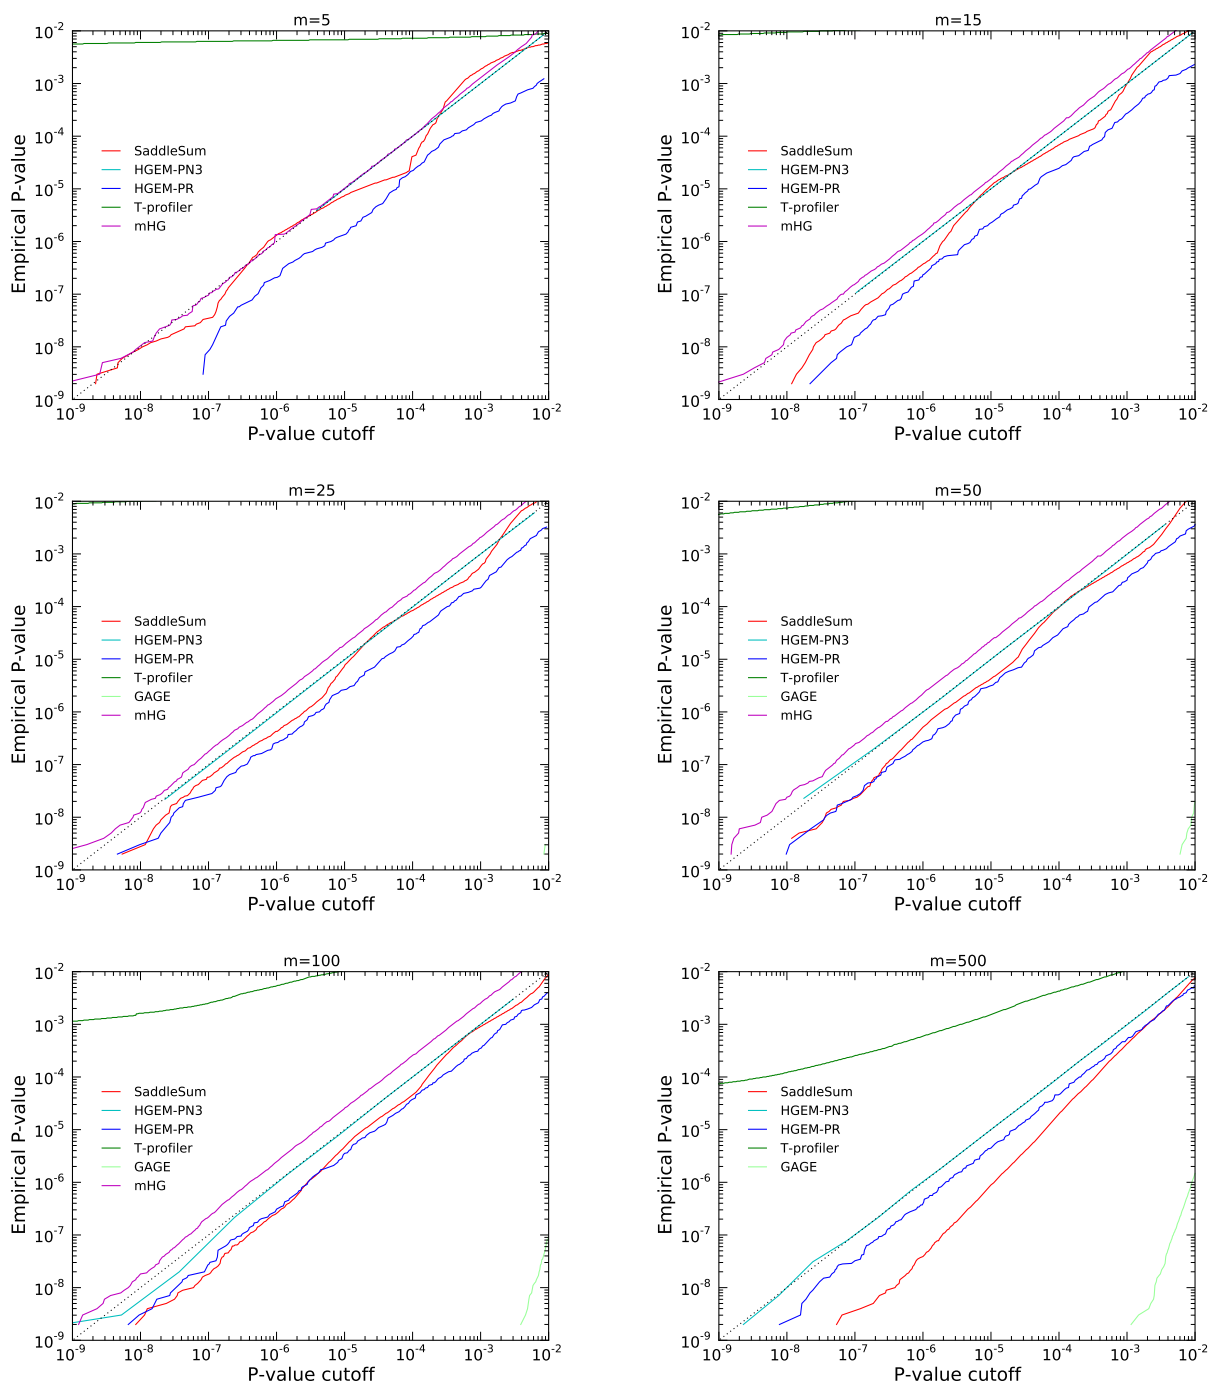 m=5
10^-2
10^-3
10^-4
10^-5
10^-6
10^-7
10^-8
10^-9
Empirical P-value
SaddleSum
HGEM-PN3
HGEM-PR
T-profiler
mHG
10^-9 10^-8 10^-7 10^-6 10^-5 10^-4 10^-3 10^-2
P-value cutoff
m=15
10^-2
10^-3
10^-4
10^-5
10^-6
10^-7
10^-8
10^-9
Empirical P-value
SaddleSum
HGEM-PN3
HGEM-PR
T-profiler
mHG
10^-9 10^-8 10^-7 10^-6 10^-5 10^-4 10^-3 10^-2
P-value cutoff
m=25
10^-2
10^-3
10^-4
10^-5
10^-6
10^-7
10^-8
10^-9
Empirical P-value
SaddleSum
HGEM-PN3
HGEM-PR
T-profiler
GAGE
mHG
10^-9 10^-8 10^-7 10^-6 10^-5 10^-4 10^-3 10^-2
P-value cutoff
m=50
10^-2
10^-3
10^-4
10^-5
10^-6
10^-7
10^-8
10^-9
Empirical P-value
SaddleSum
HGEM-PN3
HGEM-PR
T-profiler
GAGE
mHG
10^-9 10^-8 10^-7 10^-6 10^-5 10^-4 10^-3 10^-2
P-value cutoff
m=100
10^-2
10^-3
10^-4
10^-5
10^-6
10^-7
10^-8
10^-9
Empirical P-value
SaddleSum
HGEM-PN3
HGEM-PR
T-profiler
GAGE
mHG
10^-9 10^-8 10^-7 10^-6 10^-5 10^-4 10^-3 10^-2
P-value cutoff
m=500
10^-2
10^-3
10^-4
10^-5
10^-6
10^-7
10^-8
10^-9
Empirical P-value
SaddleSum
HGEM-PN3
HGEM-PR
T-profiler
GAGE
10^-9 10^-8 10^-7 10^-6 10^-5 10^-4 10^-3 10^-2
P-value cutoff